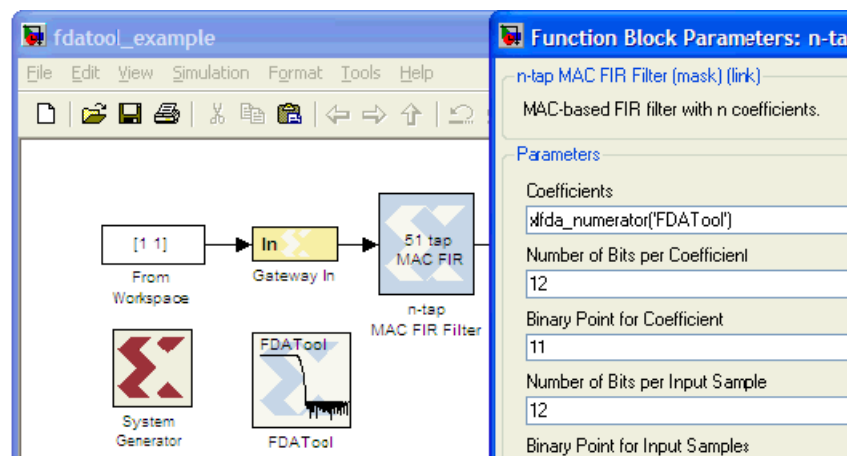 fdatool_example
File Edit View Simulation Format Tools Help
[1 1]
From
Workspace
In
Gateway In
51 tap
MAC FIR
n-tap
MAC FIR Filter
System
Generator
FDATool
FDATool
Function Block Parameters: n-ta
n-tap MAC FIR Filter (mask) (link)
MAC-based FIR filter with n coefficients.
Parameters
Coefficients
xlfda_numerator('FDATool')
Number of Bits per Coefficient
12
Binary Point for Coefficient
11
Number of Bits per Input Sample
12
Binary Point for Input Samples